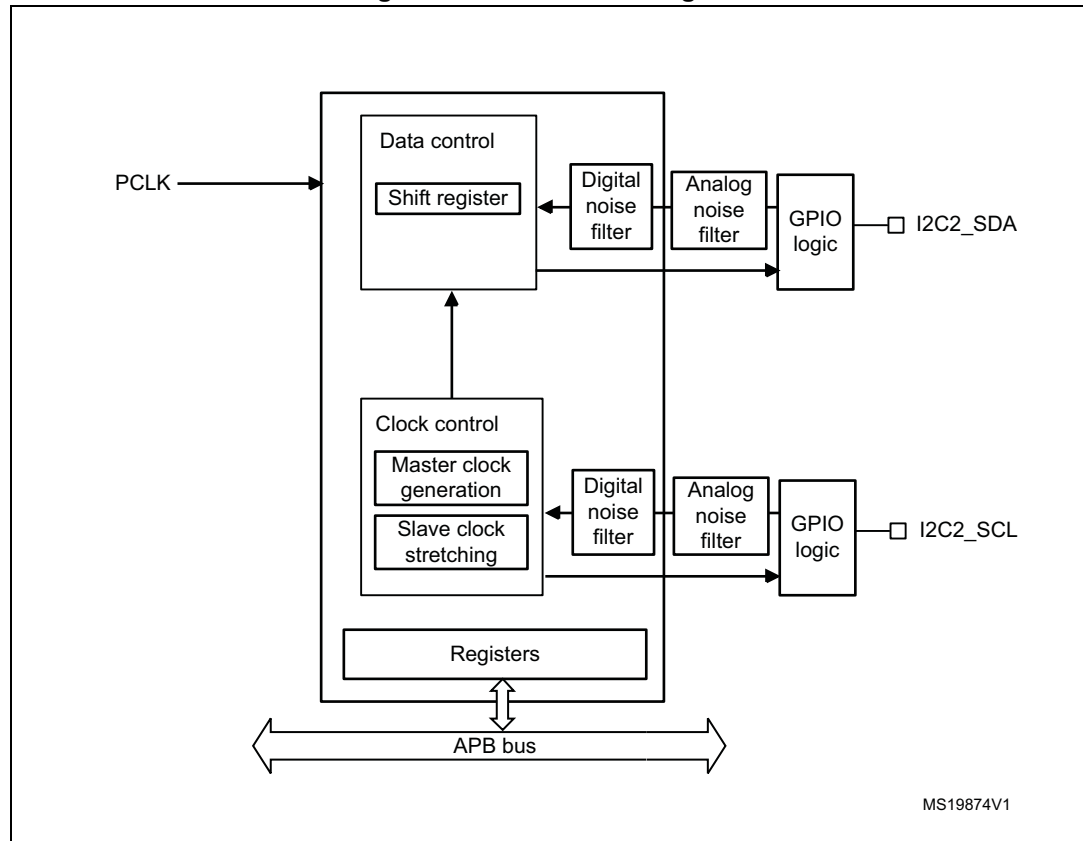 Data control
PCLK
Shift register
Digital
noise
filter
Analog
noise
filter
GPIO
logic
I2C2_SDA
Clock control
Master clock
generation
Slave clock
stretching
Digital
noise
filter
Analog
noise
filter
GPIO
logic
I2C2_SCL
Registers
APB bus
MS19874V1